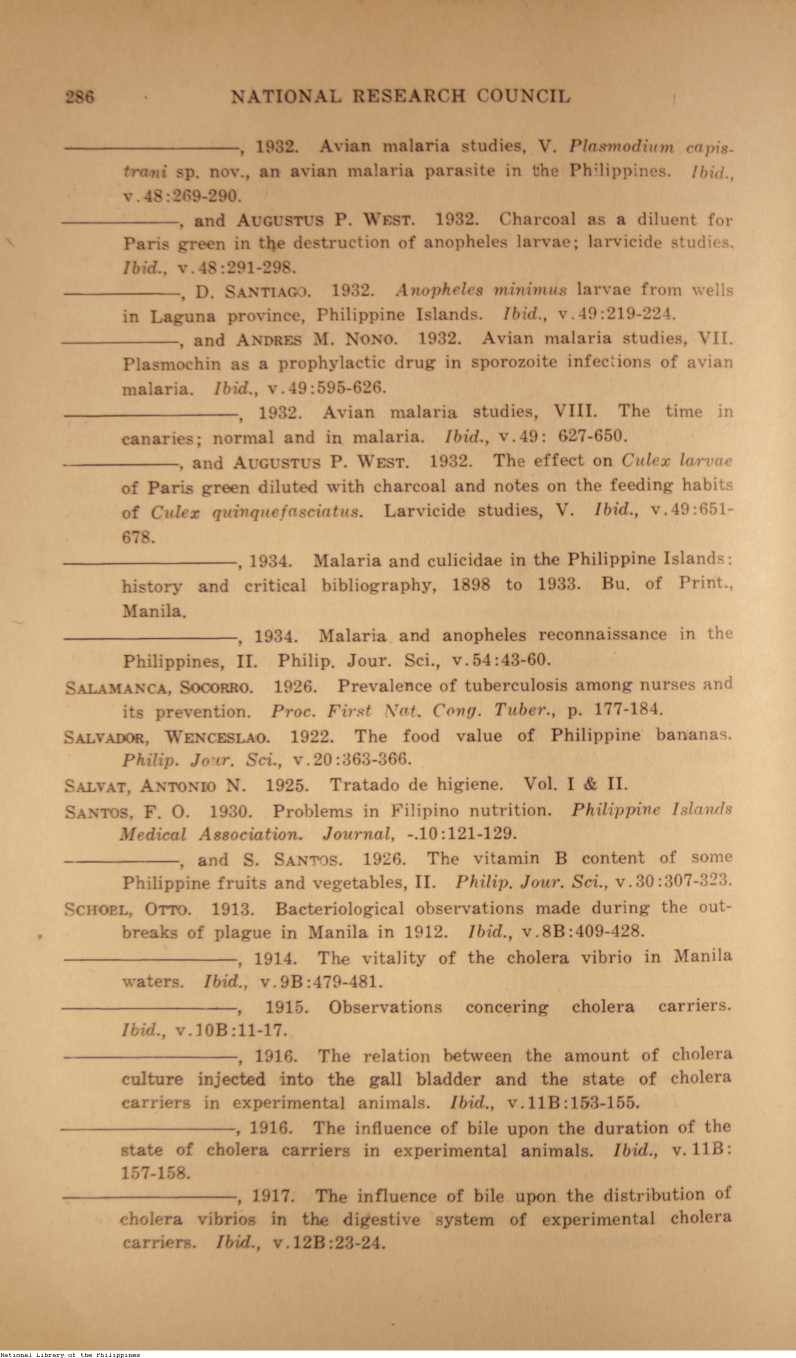 286 NATIONAL RESEARCH COUNCIL
————, 1932. Avian malaria studies, V. Plasmodium capis-
trani sp. nov., an avian malaria parasite in the Philippines. Ibid.,
v.48:269-290.
————, and AUGUSTUS P. WEST. 1932. Charcoal as a diluent for
Paris green in the destruction of anopheles larvae; larvicide studies.
Ibid., v.48:291-298.
————, D. SANTIAGO. 1932. Anopheles minimus larvae from wells
in Laguna province, Philippine Islands. Ibid., v.49:219-224.
————, and ANDRES M. NONO. 1932. Avian malaria studies, VII.
Plasmochin as a prophylactic drug in sporozoite infections of avian
malaria. Ibid., v.49:595-626.
————, 1932. Avian malaria studies, VIII. The time in
canaries; normal and in malaria. Ibid., v.49: 627-650.
————, and AUGUSTUS P. WEST. 1932. The effect on Culex larvae
of Paris green diluted with charcoal and notes on the feeding habits
of Culex quinquefasciatus. Larvicide studies, V. Ibid., v.49:651-
678.
————, 1934. Malaria and culicidae in the Philippine Islands:
history and critical bibliography, 1898 to 1933. Bu. of Print.,
Manila.
————, 1934. Malaria and anopheles reconnaissance in the
Philippines, II. Philip. Jour. Sci., v.54:43-60.
SALAMANCA, SOCORRO. 1926. Prevalence of tuberculosis among nurses and
its prevention. Proc. First Nat. Cong. Tuber., p. 177-184.
SALVADOR, WENCESLAO. 1922. The food value of Philippine bananas.
Philip. Jour. Sci., v.20:363-366.
SALVAT, ANTONIO N. 1925. Tratado de higiene. Vol. I & II.
SANTOS, F. O. 1930. Problems in Filipino nutrition. Philippine Islands
Medical Association. Journal, -.10:121-129.
————, and S. SANTOS. 1926. The vitamin B content of some
Philippine fruits and vegetables, II. Philip. Jour. Sci., v.30:307-323.
SCHOBL, OTTO. 1913. Bacteriological observations made during the out-
breaks of plague in Manila in 1912. Ibid., v.8B:409-428.
————, 1914. The vitality of the cholera vibrio in Manila
waters. Ibid., v.9B:479-481.
————, 1915. Observations concering cholera carriers.
Ibid., v.10B:11-17.
————, 1916. The relation between the amount of cholera
culture injected into the gall bladder and the state of cholera
carriers in experimental animals. Ibid., v.11B:153-155.
————, 1916. The influence of bile upon the duration of the
state of cholera carriers in experimental animals. Ibid., v.11B:
157-158.
————, 1917. The influence of bile upon the distribution of
cholera vibrios in the digestive system of experimental cholera
carriers. Ibid., v.12B:23-24.
National Library of the Philippines